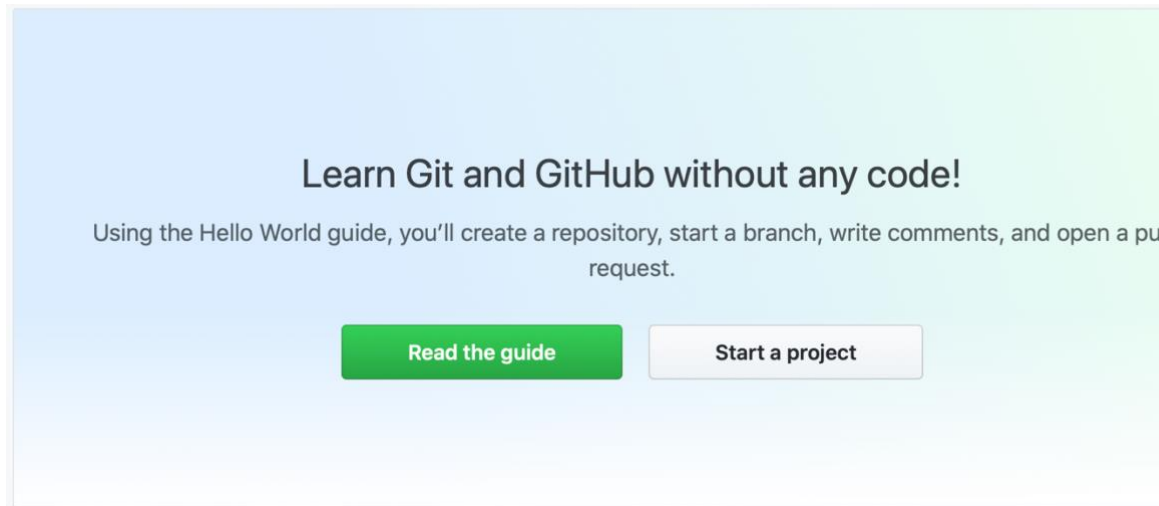 Learn Git and GitHub without any code!
Using the Hello World guide, you’ll create a repository, start a branch, write comments, and open a pu
request.
Read the guide
Start a project